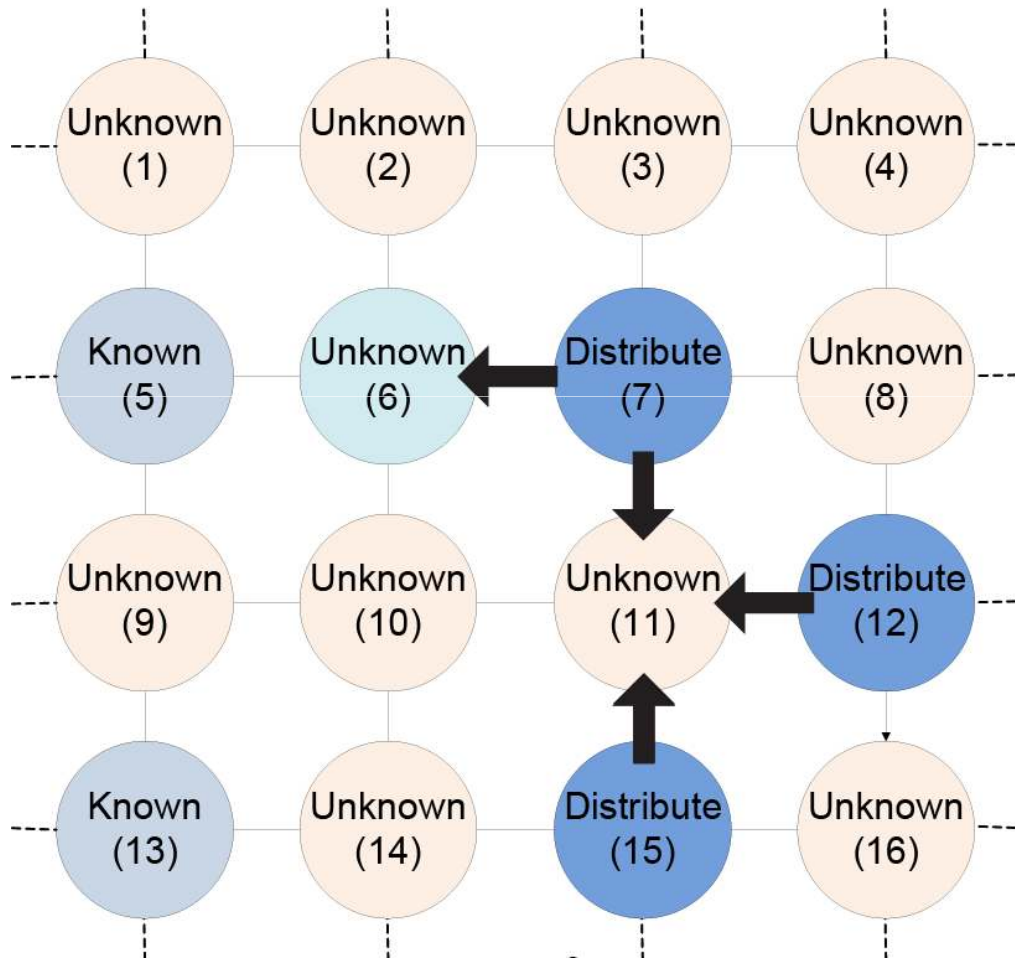 Unknown
(1)
Unknown
(2)
Unknown
(3)
Unknown
(4)
Known
(5)
Unknown
(6)
Distribute
(7)
Unknown
(8)
Unknown
(9)
Unknown
(10)
Unknown
(11)
Distribute
(12)
Known
(13)
Unknown
(14)
Distribute
(15)
Unknown
(16)